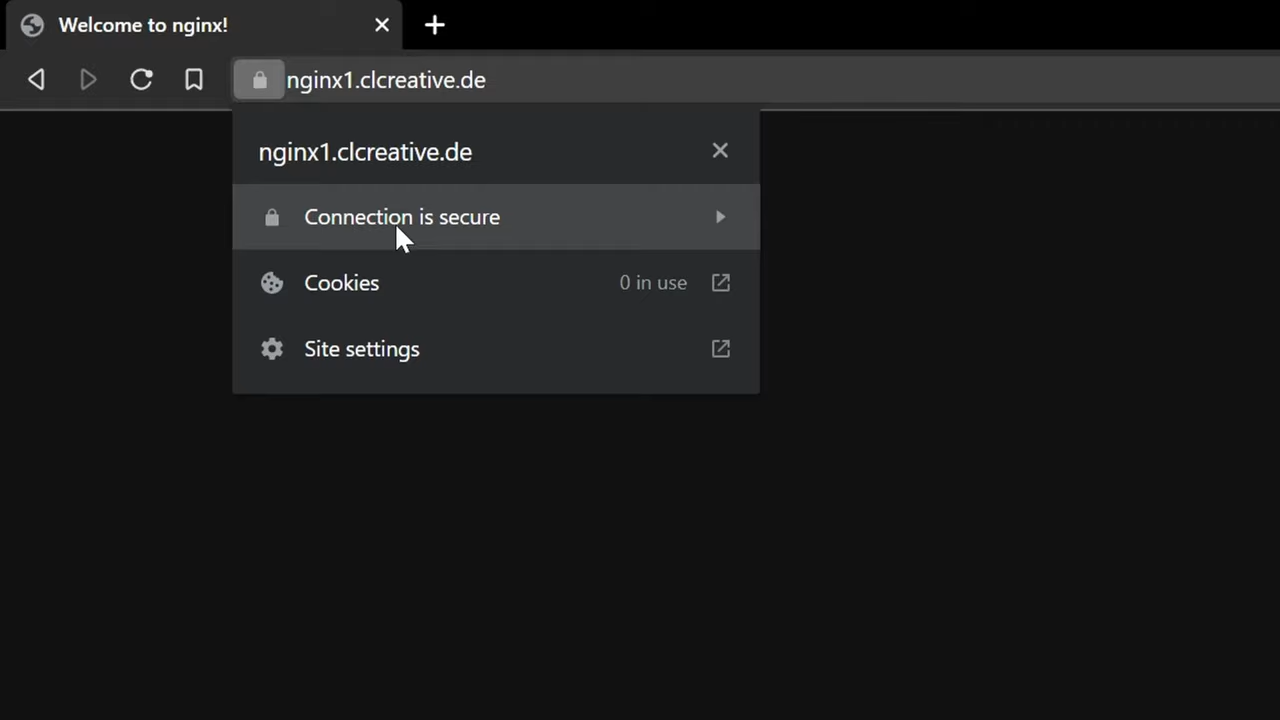 Welcome to nginx!
nginx1.clcreative.de
nginx1.clcreative.de
Connection is secure
Cookies 0 in use
Site settings